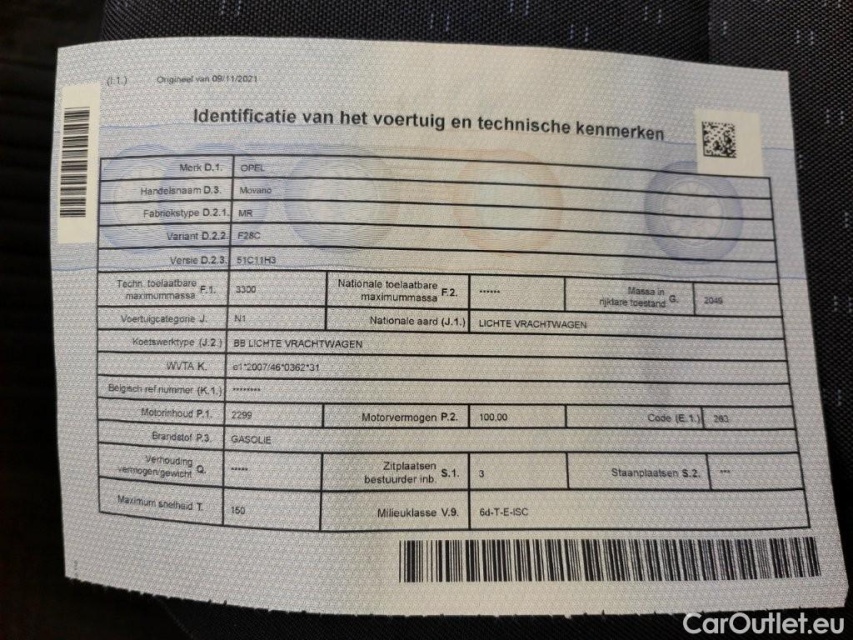 (I.1.) Origineel van 09/11/2021
Identificatie van het voertuig en technische kenmerken
Merk D.1. OPEL
Handelsnaam D.3. Movano
Fabriekstype D.2.1. MR
Variant D.2.2. F28C
Versie D.2.3. 51C11H3
Techn. toelaatbare maximummassa F.1. 3300 Nationale toelaatbare maximummassa F.2. ****** Massa in rijklare toestand G. 2049
Voertuigcategorie J. N1 Nationale aard (J.1.) LICHTE VRACHTWAGEN
Koetswerktype (J.2.) BB LICHTE VRACHTWAGEN
WVTA K. e1*2007/46*0362*31
Belgisch ref.nummer (K.1.) ********
Motorinhoud P.1. 2299 Motorvermogen P.2. 100,00 Code (E.1.) 263
Brandstof P.3. GASOLIE
Verhouding vermogen/gewicht Q. ***** Zitplaatsen bestuurder inb. S.1. 3 Staanplaatsen S.2. ***
Maximum snelheid T. 150 Milieuklasse V.9. 6d-T-E-ISC
CarOutlet.eu